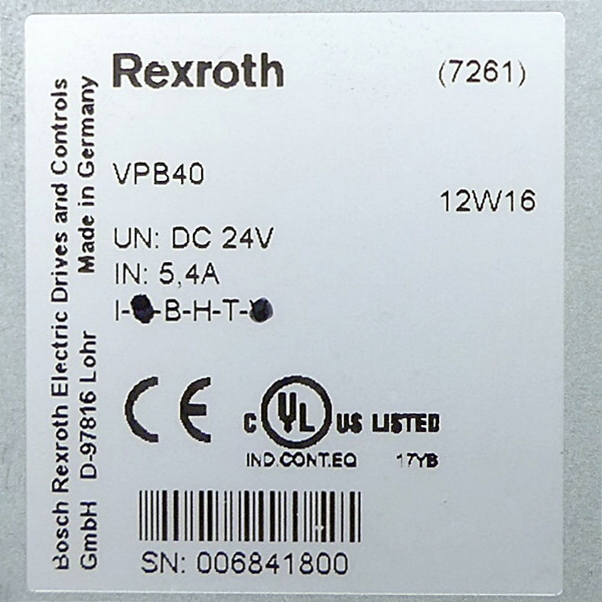 Rexroth (7261)
VPB40
12W16
UN: DC 24V
IN: 5,4A
I- -B-H-T-
CE
C UL US LISTED
IND.CONT.EQ 17YB
SN: 006841800
Bosch Rexroth Electric Drives and Controls
GmbH D-97816 Lohr Made in Germany